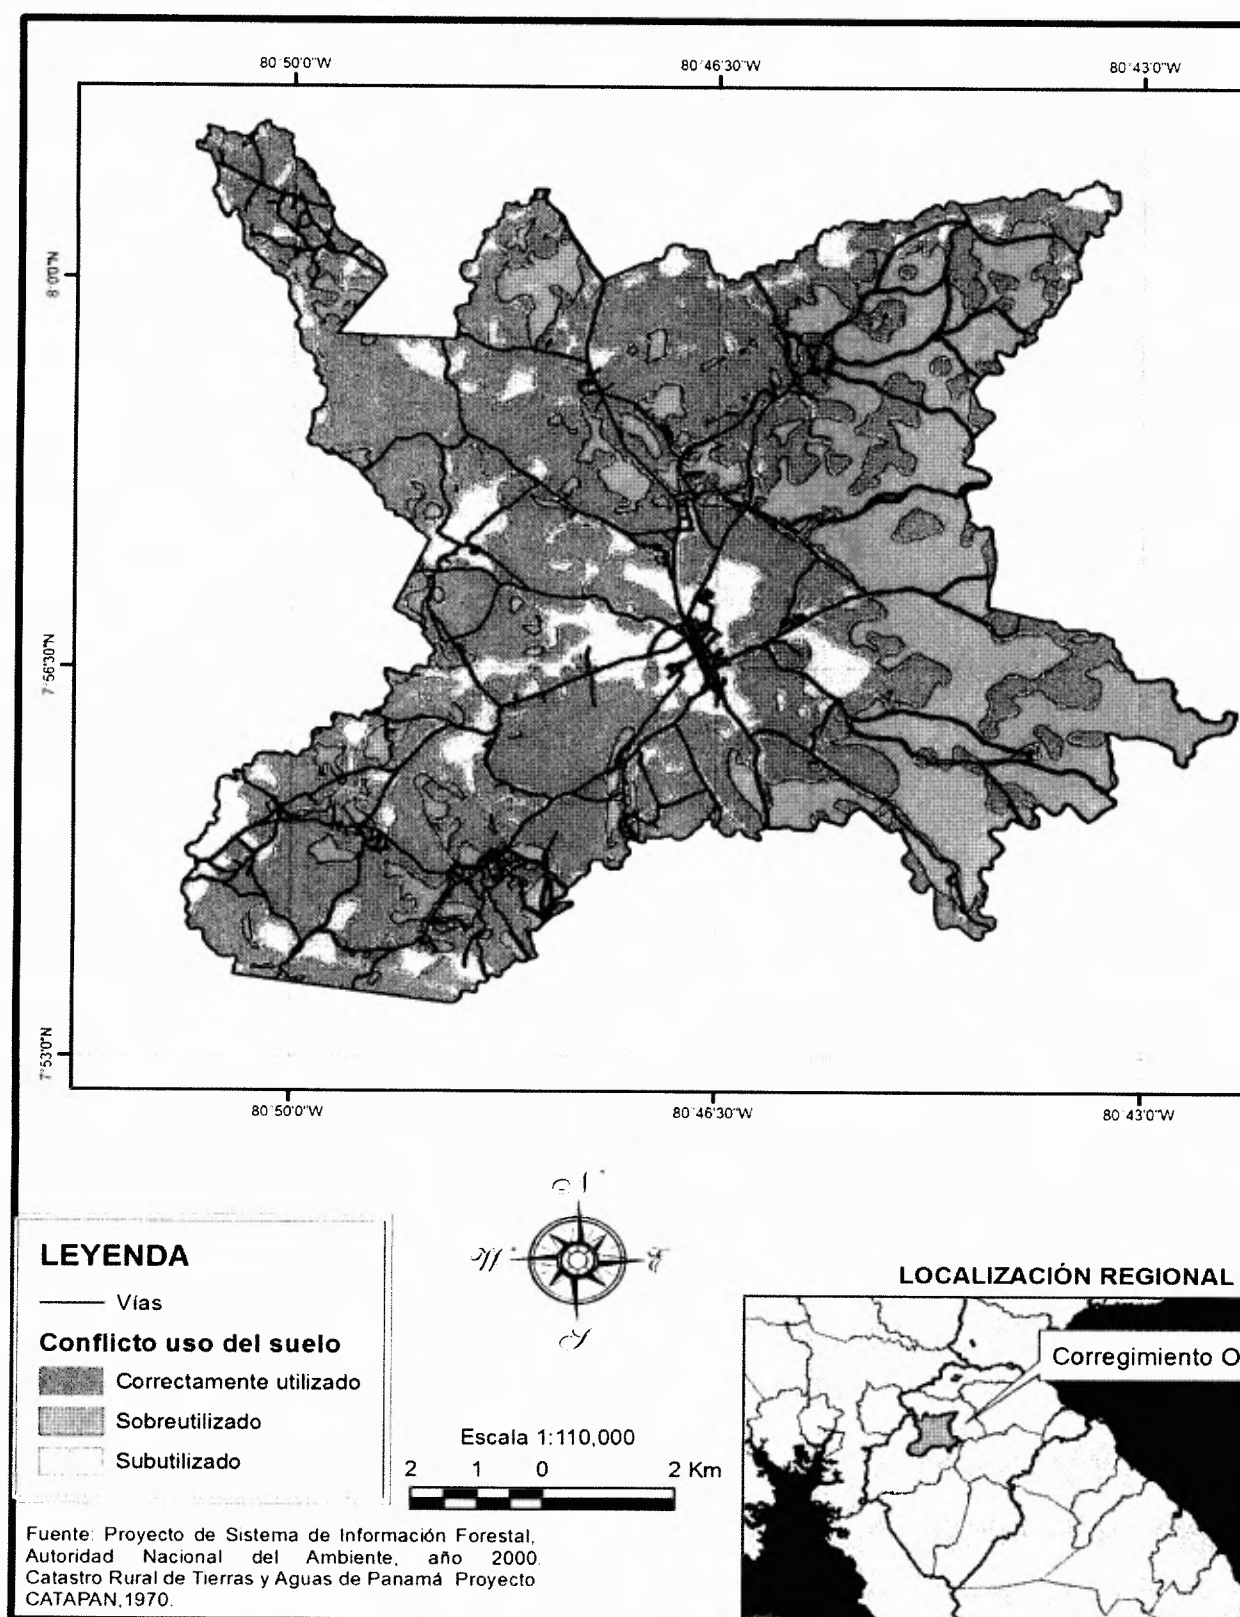 80°50'0"W 80°46'30"W 80°43'0"W
8°0'0"N
7°56'30"N
7°53'0"N
80°50'0"W 80°46'30"W 80°43'0"W
LEYENDA
Vías
Conflicto uso del suelo
Correctamente utilizado
Sobreutilizado
Subutilizado
Escala 1:110,000
2 1 0 2 Km
Fuente: Proyecto de Sistema de Información Forestal,
Autoridad Nacional del Ambiente, año 2000.
Catastro Rural de Tierras y Aguas de Panamá Proyecto
CATAPAN,1970.
LOCALIZACIÓN REGIONAL
Corregimiento O